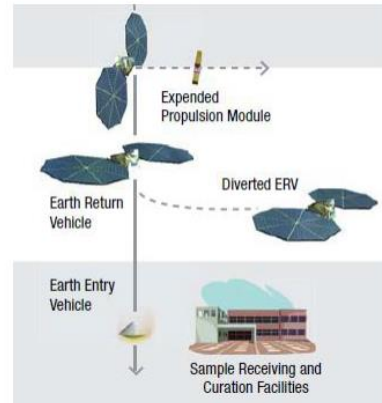 Expended
Propulsion Module
Diverted ERV
Earth Return
Vehicle
Earth Entry
Vehicle
Sample Receiving and
Curation Facilities